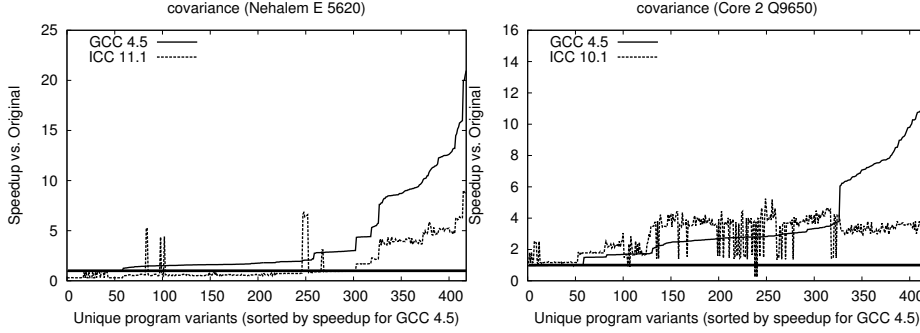 covariance (Nehalem E 5620)
25
20
15
10
5
0
Speedup vs. Original
GCC 4.5
ICC 11.1
0 50 100 150 200 250 300 350 400
Unique program variants (sorted by speedup for GCC 4.5)
covariance (Core 2 Q9650)
16
14
12
10
8
6
4
2
0
Speedup vs. Original
GCC 4.5
ICC 10.1
0 50 100 150 200 250 300 350 400
Unique program variants (sorted by speedup for GCC 4.5)